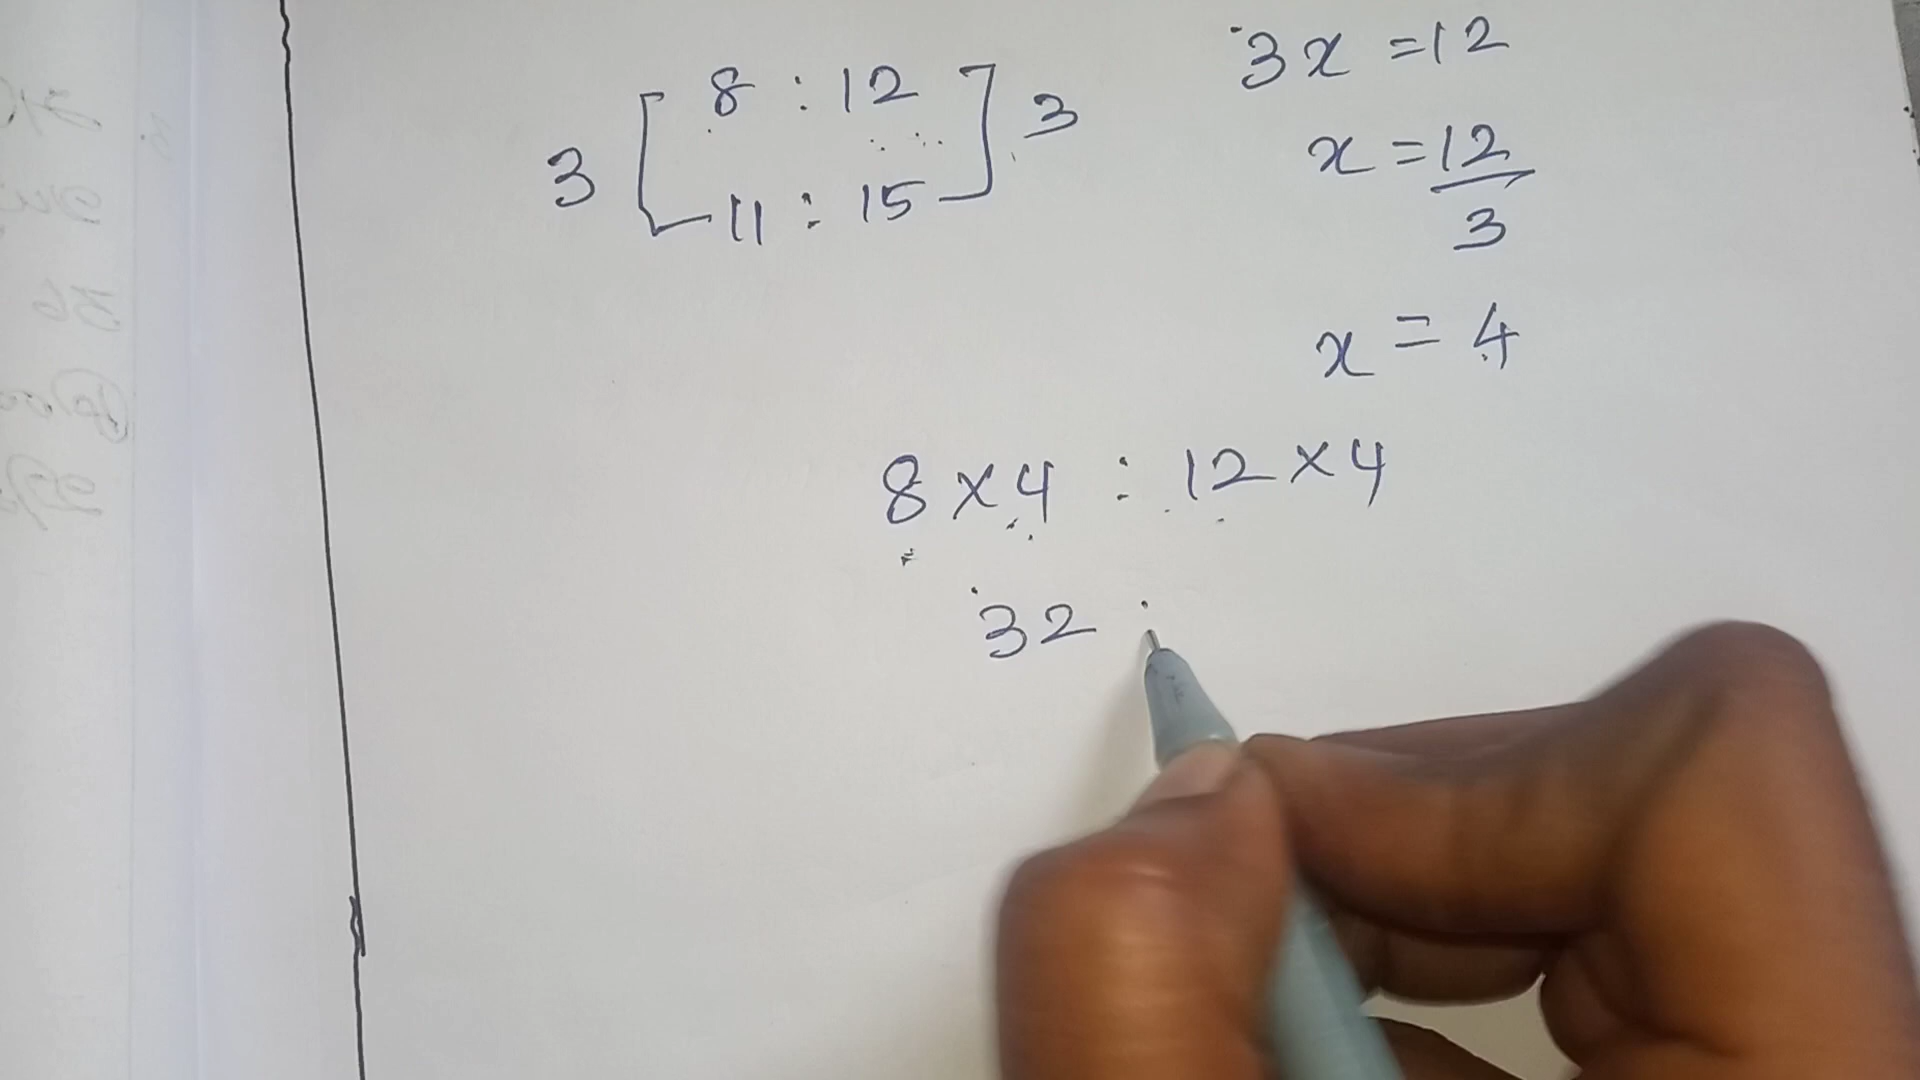 8 : 12
3 [ ] 3
11 : 15
3x = 12
x = 12
3
x = 4
8 × 4 : 12 × 4
32 :